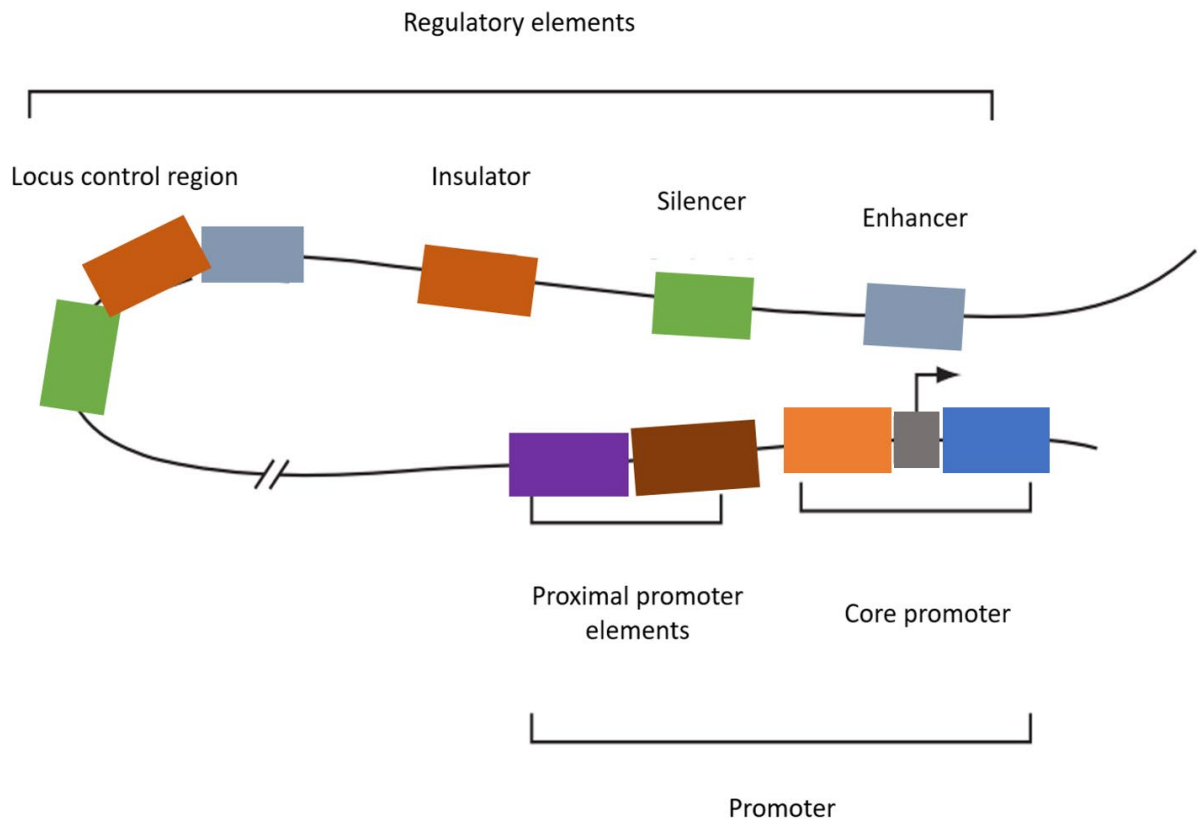 Regulatory elements
Locus control region
Insulator
Silencer
Enhancer
Proximal promoter
elements
Core promoter
Promoter